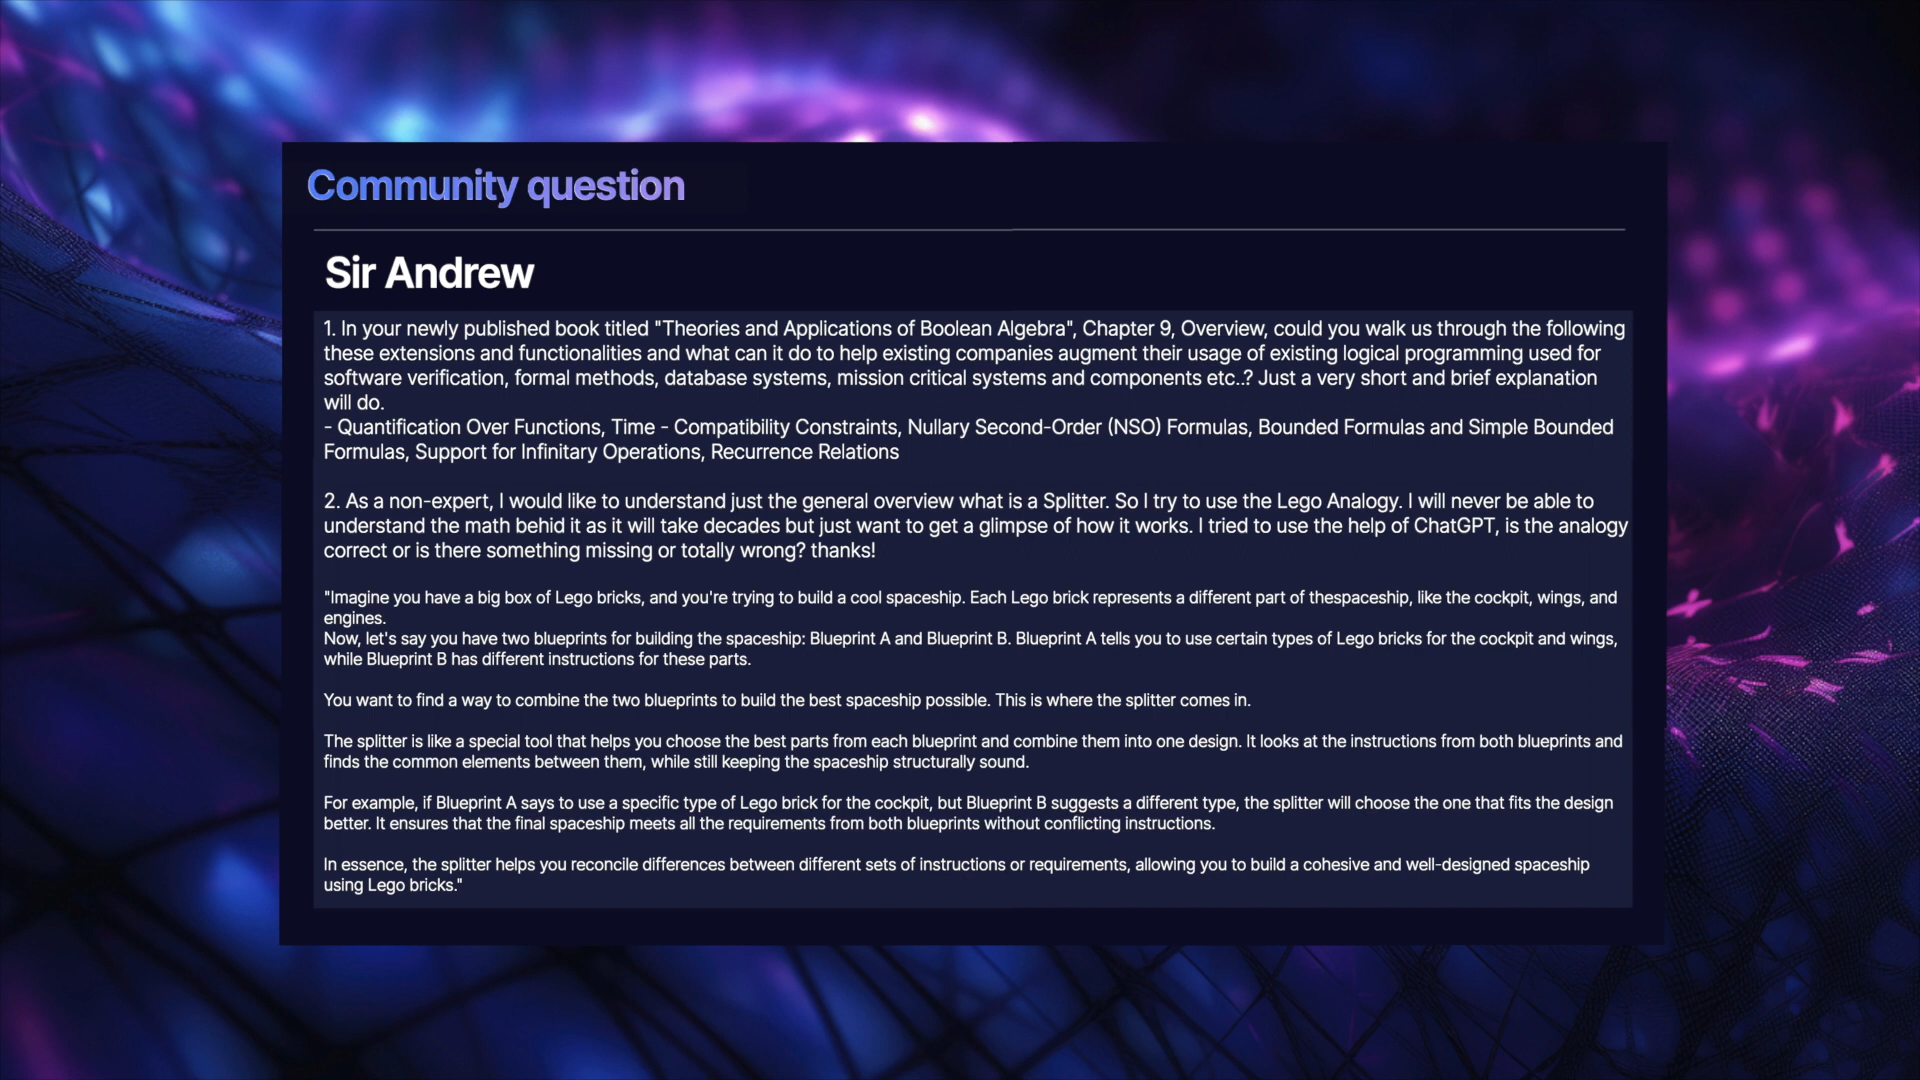 Community question
Sir Andrew
1. In your newly published book titled "Theories and Applications of Boolean Algebra", Chapter 9, Overview, could you walk us through the following
these extensions and functionalities and what can it do to help existing companies augment their usage of existing logical programming used for
software verification, formal methods, database systems, mission critical systems and components etc..? Just a very short and brief explanation
will do.
- Quantification Over Functions, Time - Compatibility Constraints, Nullary Second-Order (NSO) Formulas, Bounded Formulas and Simple Bounded
Formulas, Support for Infinitary Operations, Recurrence Relations
2. As a non-expert, I would like to understand just the general overview what is a Splitter. So I try to use the Lego Analogy. I will never be able to
understand the math behid it as it will take decades but just want to get a glimpse of how it works. I tried to use the help of ChatGPT, is the analogy
correct or is there something missing or totally wrong? thanks!
"Imagine you have a big box of Lego bricks, and you're trying to build a cool spaceship. Each Lego brick represents a different part of thespaceship, like the cockpit, wings, and
engines.
Now, let's say you have two blueprints for building the spaceship: Blueprint A and Blueprint B. Blueprint A tells you to use certain types of Lego bricks for the cockpit and wings,
while Blueprint B has different instructions for these parts.
You want to find a way to combine the two blueprints to build the best spaceship possible. This is where the splitter comes in.
The splitter is like a special tool that helps you choose the best parts from each blueprint and combine them into one design. It looks at the instructions from both blueprints and
finds the common elements between them, while still keeping the spaceship structurally sound.
For example, if Blueprint A says to use a specific type of Lego brick for the cockpit, but Blueprint B suggests a different type, the splitter will choose the one that fits the design
better. It ensures that the final spaceship meets all the requirements from both blueprints without conflicting instructions.
In essence, the splitter helps you reconcile differences between different sets of instructions or requirements, allowing you to build a cohesive and well-designed spaceship
using Lego bricks."